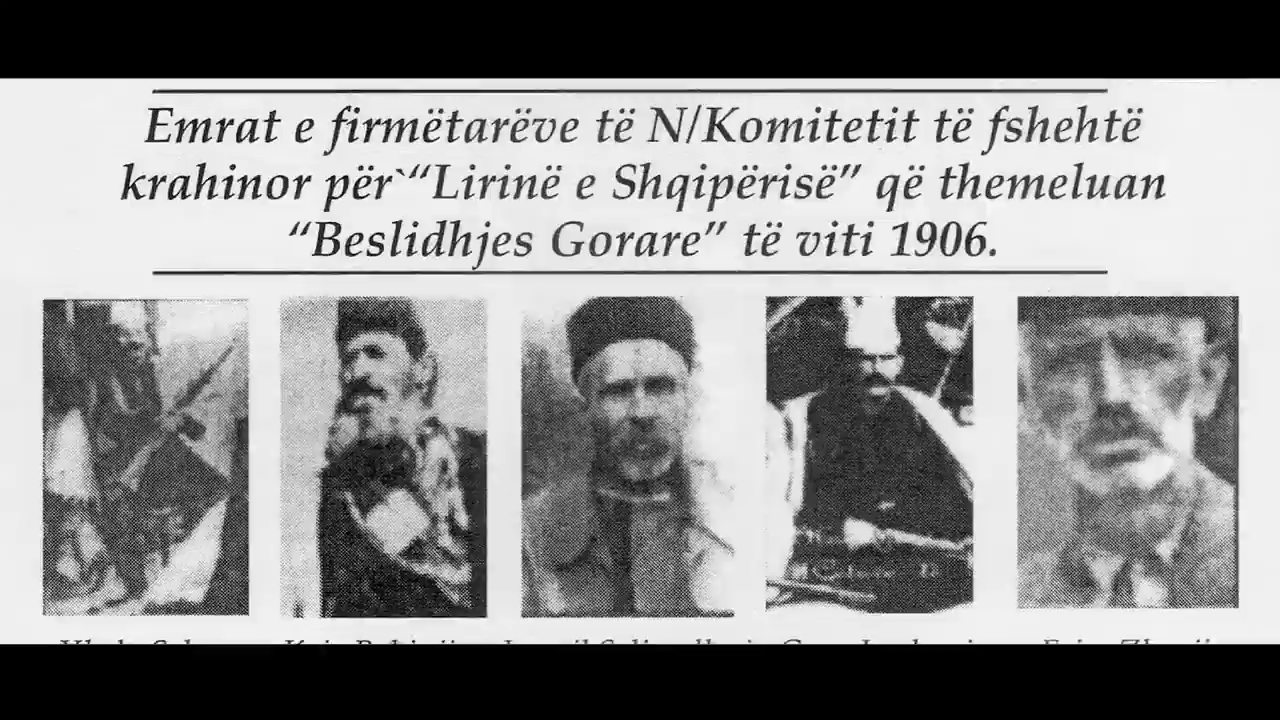 Emrat e firmëtarëve të N/Komitetit të fshehtë
krahinor për`“Lirinë e Shqipërisë” që themeluan
“Beslidhjes Gorare” të viti 1906.